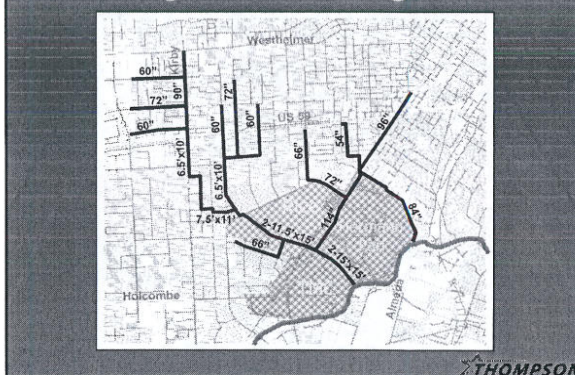 Westheimer
Kirby
60"
90"
72"
60"
72"
60"
60"
US 59
96"
54"
66"
6.5'x10'
6.5'x10'
72"
114"
84"
7.5'x11'
2-11.5'x15'
66"
2-15'x15'
Holcombe
Almeda
THOMPSON